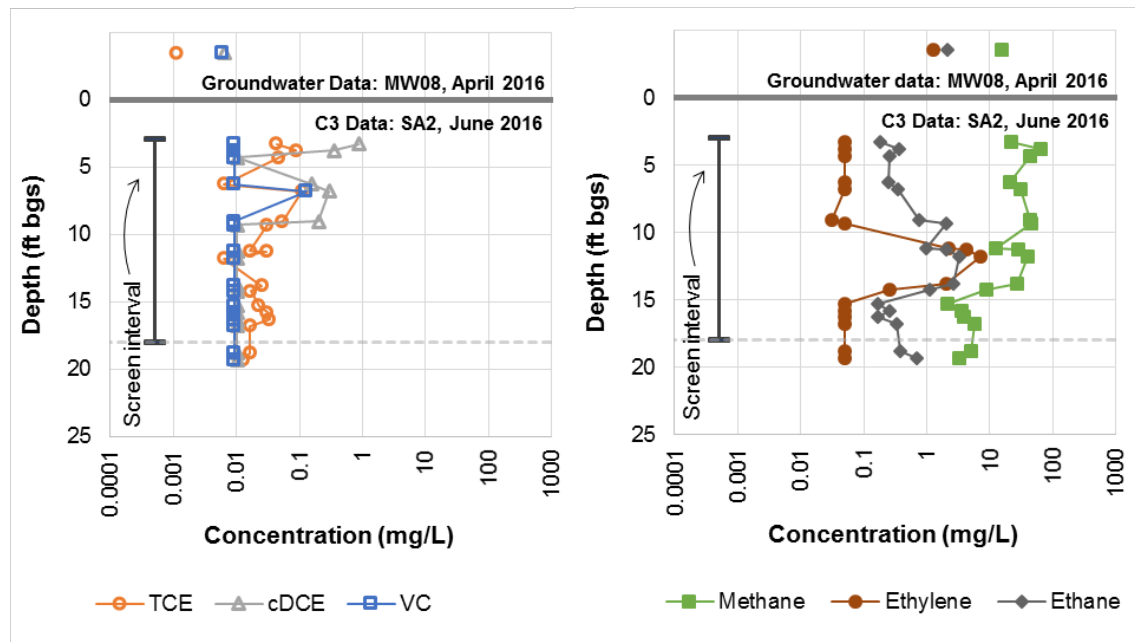 Groundwater Data: MW08, April 2016
C3 Data: SA2, June 2016
0
5
10
15
20
25
Depth (ft bgs)
Screen interval
0.0001
0.001
0.01
0.1
1
10
100
1000
Concentration (mg/L)
TCE
cDCE
VC
Groundwater data: MW08, April 2016
C3 Data: SA2, June 2016
0
5
10
15
20
25
Depth (ft bgs)
Screen interval
0.0001
0.001
0.01
0.1
1
10
100
1000
Concentration (mg/L)
Methane
Ethylene
Ethane